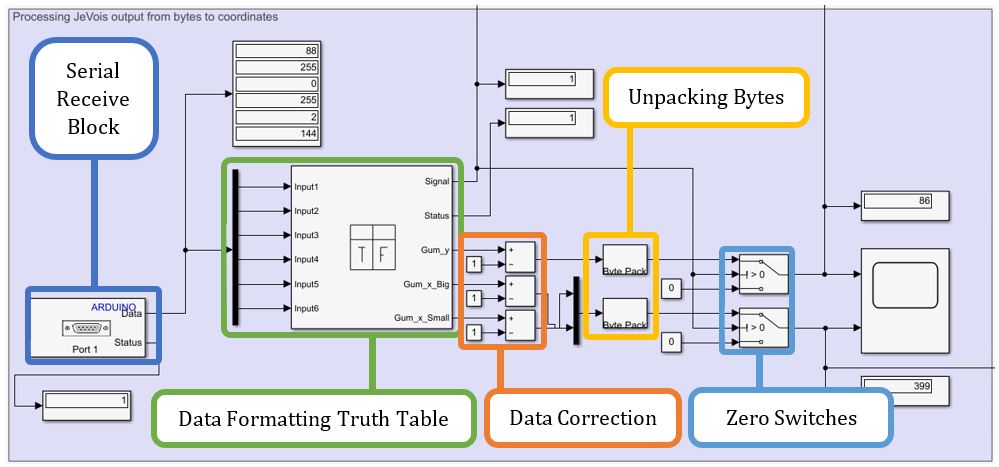 Processing JeVois output from bytes to coordinates
Serial
Receive
Block
88
255
0
255
2
144
1
1
Unpacking Bytes
Input1
Input2
Input3
Input4
Input5
Input6
T F
Signal
Status
Gum_y
Gum_x_Big
Gum_x_Small
1
+
−
1
+
−
1
+
−
Byte Pack
Byte Pack
0
0
> 0
> 0
86
399
ARDUINO
Data
Status
Port 1
1
Data Formatting Truth Table
Data Correction
Zero Switches